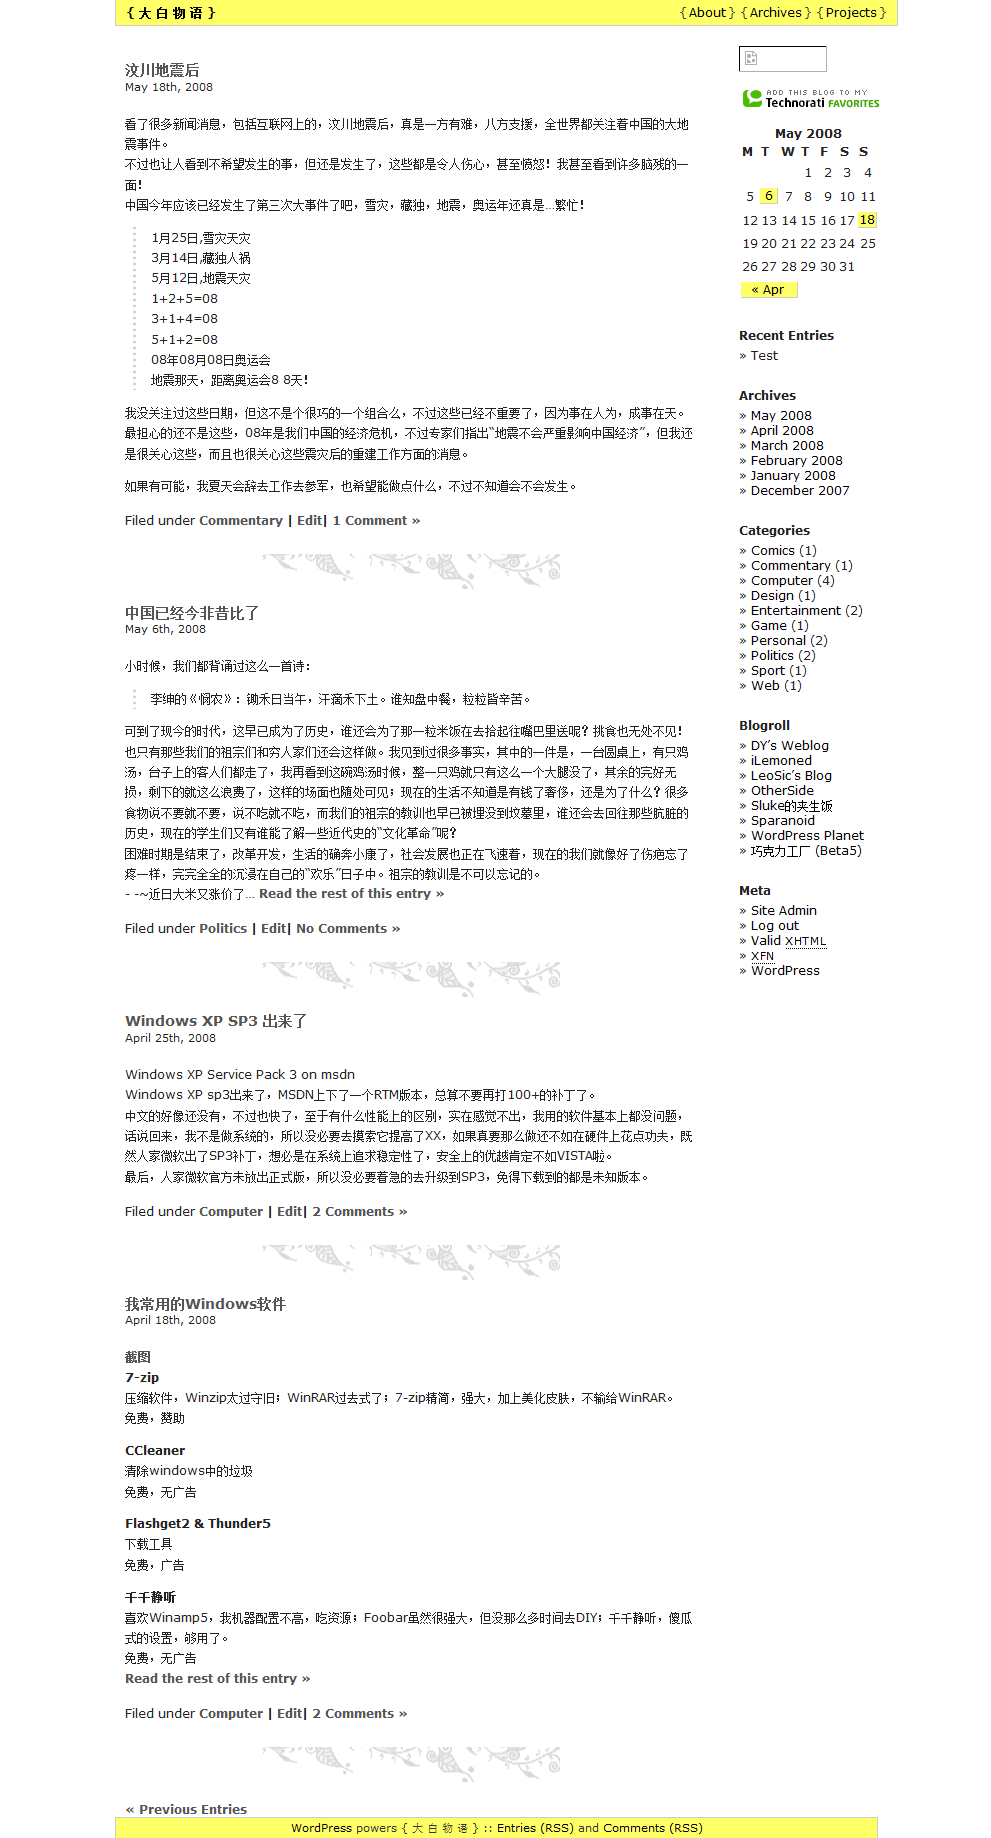 { 大 白 物 语 }
{ About } { Archives } { Projects }
汶川地震后
May 18th, 2008
看了很多新闻消息，包括互联网上的，汶川地震后，真是一方有难，八方支援，全世界都关注着中国的大地
震事件。
不过也让人看到不希望发生的事，但还是发生了，这些都是令人伤心，甚至愤怒！我甚至看到许多脑残的一
面！
中国今年应该已经发生了第三次大事件了吧，雪灾，藏独，地震，奥运年还真是...繁忙！
1月25日,雪灾天灾
3月14日,藏独人祸
5月12日,地震天灾
1+2+5=08
3+1+4=08
5+1+2=08
08年08月08日奥运会
地震那天，距离奥运会8 8天！
我没关注过这些日期，但这不是个很巧的一个组合么，不过这些已经不重要了，因为事在人为，成事在天。
最担心的还不是这些，08年是我们中国的经济危机，不过专家们指出“地震不会严重影响中国经济”，但我还
是很关心这些，而且也很关心这些震灾后的重建工作方面的消息。
如果有可能，我夏天会辞去工作去参军，也希望能做点什么，不过不知道会不会发生。
Filed under Commentary | Edit| 1 Comment »
中国已经今非昔比了
May 6th, 2008
小时候，我们都背诵过这么一首诗：
李绅的《悯农》：锄禾日当午，汗滴禾下土。谁知盘中餐，粒粒皆辛苦。
可到了现今的时代，这早已成为了历史，谁还会为了那一粒米饭在去拾起往嘴巴里送呢？挑食也无处不见！
也只有那些我们的祖宗们和穷人家们还会这样做。我见到过很多事实，其中的一件是，一台圆桌上，有只鸡
汤，台子上的客人们都走了，我再看到这碗鸡汤时候，整一只鸡就只有这么一个大腿没了，其余的完好无
损，剩下的就这么浪费了，这样的场面也随处可见；现在的生活不知道是有钱了奢侈，还是为了什么？很多
食物说不要就不要，说不吃就不吃，而我们的祖宗的教训也早已被埋没到坟墓里，谁还会去回往那些肮脏的
历史，现在的学生们又有谁能了解一些近代史的“文化革命”呢？
困难时期是结束了，改革开发，生活的确奔小康了，社会发展也正在飞速着，现在的我们就像好了伤疤忘了
疼一样，完完全全的沉浸在自己的“欢乐”日子中。祖宗的教训是不可以忘记的。
- -~近日大米又涨价了... Read the rest of this entry »
Filed under Politics | Edit| No Comments »
Windows XP SP3 出来了
April 25th, 2008
Windows XP Service Pack 3 on msdn
Windows XP sp3出来了，MSDN上下了一个RTM版本，总算不要再打100+的补丁了。
中文的好像还没有，不过也快了，至于有什么性能上的区别，实在感觉不出，我用的软件基本上都没问题，
话说回来，我不是做系统的，所以没必要去摸索它提高了XX，如果真要那么做还不如在硬件上花点功夫，既
然人家微软出了SP3补丁，想必是在系统上追求稳定性了，安全上的优越肯定不如VISTA啦。
最后，人家微软官方未放出正式版，所以没必要着急的去升级到SP3，免得下载到的都是未知版本。
Filed under Computer | Edit| 2 Comments »
我常用的Windows软件
April 18th, 2008
截图
7-zip
压缩软件，Winzip太过守旧；WinRAR过去式了；7-zip精简，强大，加上美化皮肤，不输给WinRAR。
免费，赞助
CCleaner
清除windows中的垃圾
免费，无广告
Flashget2 & Thunder5
下载工具
免费，广告
千千静听
喜欢Winamp5，我机器配置不高，吃资源；Foobar虽然很强大，但没那么多时间去DIY；千千静听，傻瓜
式的设置，够用了。
免费，无广告
Read the rest of this entry »
Filed under Computer | Edit| 2 Comments »
« Previous Entries
ADD THIS BLOG TO MY
Technorati FAVORITES
May 2008
M T W T F S S
1 2 3 4
5 6 7 8 9 10 11
12 13 14 15 16 17 18
19 20 21 22 23 24 25
26 27 28 29 30 31
« Apr
Recent Entries
» Test
Archives
» May 2008
» April 2008
» March 2008
» February 2008
» January 2008
» December 2007
Categories
» Comics (1)
» Commentary (1)
» Computer (4)
» Design (1)
» Entertainment (2)
» Game (1)
» Personal (2)
» Politics (2)
» Sport (1)
» Web (1)
Blogroll
» DY's Weblog
» iLemoned
» LeoSic's Blog
» OtherSide
» Sluke的夹生饭
» Sparanoid
» WordPress Planet
» 巧克力工厂 (Beta5)
Meta
» Site Admin
» Log out
» Valid XHTML
» XFN
» WordPress
WordPress powers { 大 白 物 语 } :: Entries (RSS) and Comments (RSS)